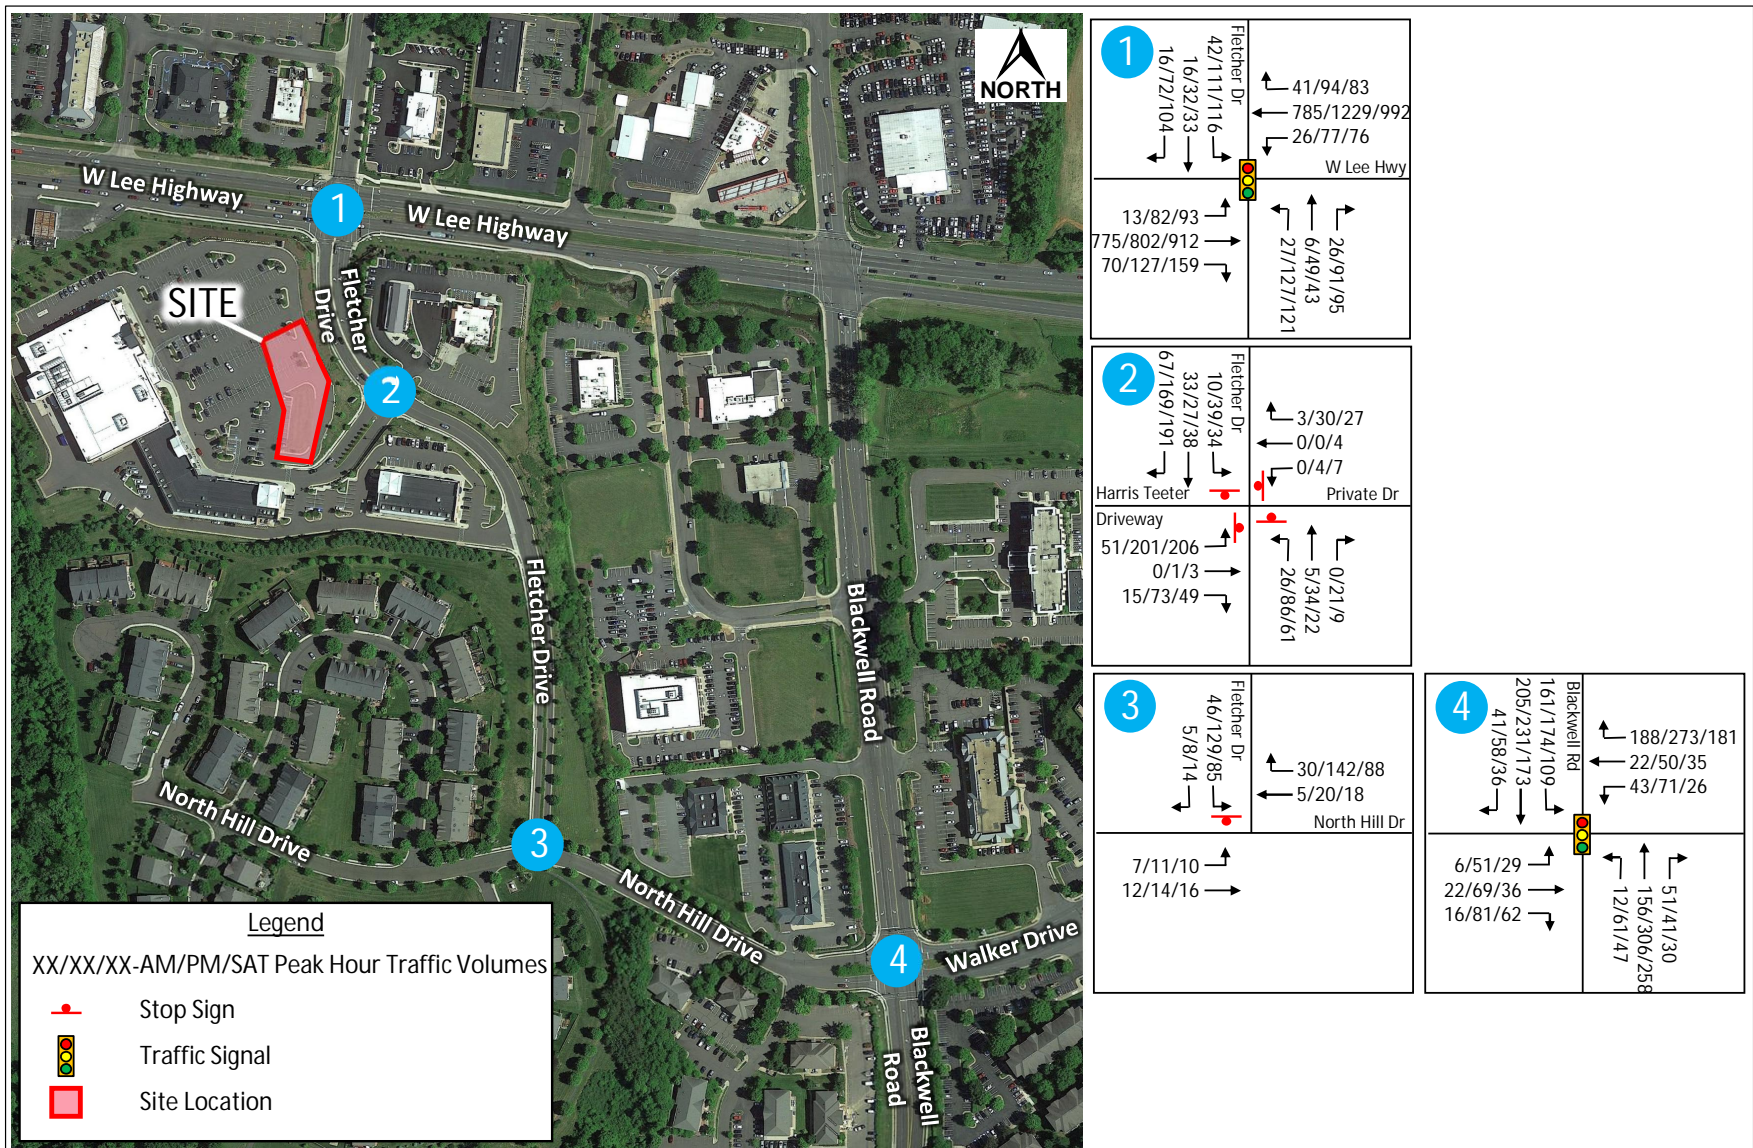 NORTH
W Lee Highway
1
W Lee Highway
Fletcher
Drive
SITE
2
Fletcher Drive
Blackwell Road
North Hill Drive
3
North Hill Drive
4
Walker Drive
Blackwell
Road
Legend
XX/XX/XX-AM/PM/SAT Peak Hour Traffic Volumes
Stop Sign
Traffic Signal
Site Location
1
Fletcher Dr
42/111/116
16/32/33
16/72/104
41/94/83
785/1229/992
26/77/76
W Lee Hwy
13/82/93
775/802/912
70/127/159
27/127/121
6/49/43
26/91/95
2
Fletcher Dr
10/39/34
33/27/38
67/169/191
3/30/27
0/0/4
0/4/7
Harris Teeter
Private Dr
Driveway
51/201/206
0/1/3
15/73/49
26/86/61
5/34/22
0/21/9
3
Fletcher Dr
46/129/85
5/8/14
30/142/88
5/20/18
North Hill Dr
7/11/10
12/14/16
4
Blackwell Rd
161/174/109
205/231/173
41/58/36
188/273/181
22/50/35
43/71/26
6/51/29
22/69/36
16/81/62
12/61/47
156/306/258
51/41/30